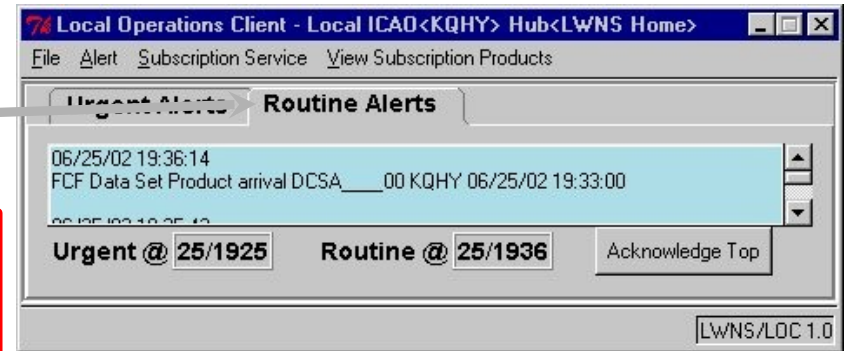 Local Operations Client - Local ICAO<KQHY> Hub<LWNS Home>
File Alert Subscription Service View Subscription Products
Urgent Alerts Routine Alerts
06/25/02 19:36:14
FCF Data Set Product arrival DCSA____00 KQHY 06/25/02 19:33:00
Urgent @ 25/1925 Routine @ 25/1936 Acknowledge Top
LWNS/LOC 1.0